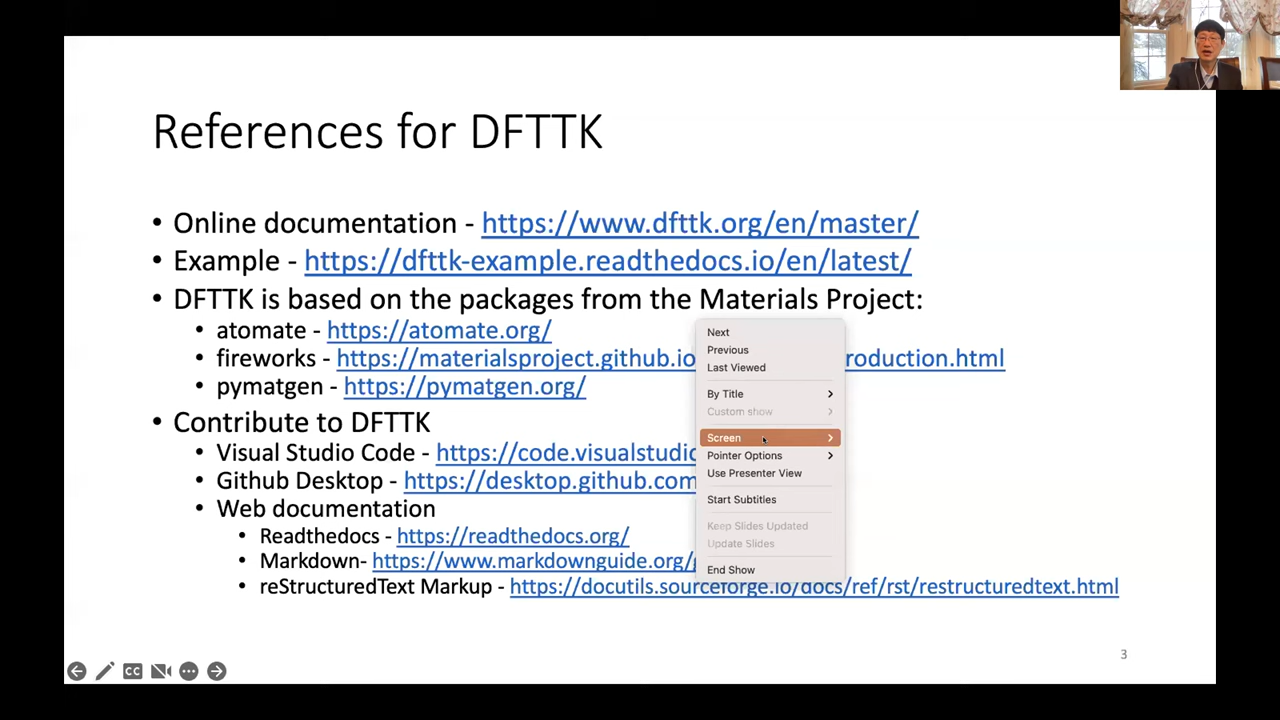 References for DFTTK
• Online documentation - https://www.dfttk.org/en/master/
• Example - https://dfttk-example.readthedocs.io/en/latest/
• DFTTK is based on the packages from the Materials Project:
• atomate - https://atomate.org/
• fireworks - https://materialsproject.github.io roduction.html
• pymatgen - https://pymatgen.org/
• Contribute to DFTTK
• Visual Studio Code - https://code.visualstudio
• Github Desktop - https://desktop.github.com
• Web documentation
• Readthedocs - https://readthedocs.org/
• Markdown- https://www.markdownguide.org/
• reStructuredText Markup - https://docutils.sourceforge.io/docs/ref/rst/restructuredtext.html
Next
Previous
Last Viewed
By Title
Custom show
Screen
Pointer Options
Use Presenter View
Start Subtitles
Keep Slides Updated
Update Slides
End Show
CC
3